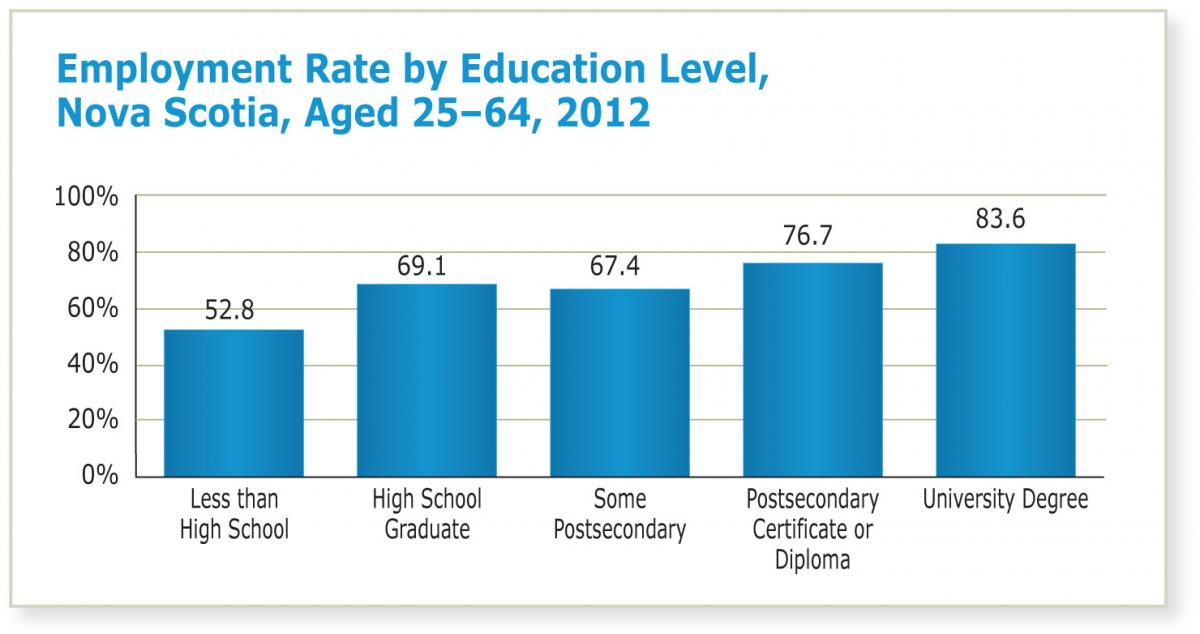 Employment Rate by Education Level,
Nova Scotia, Aged 25–64, 2012
100%
80%
60%
40%
20%
0%
52.8
69.1
67.4
76.7
83.6
Less than
High School
High School
Graduate
Some
Postsecondary
Postsecondary
Certificate or
Diploma
University Degree